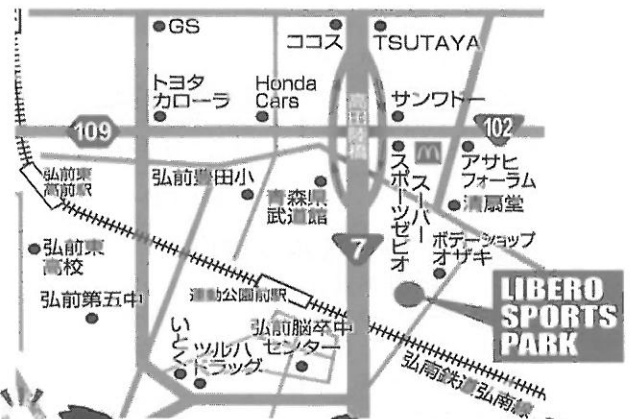 GS
ココス
TSUTAYA
トヨタ
カローラ
Honda
Cars
高田陸橋
サンワドー
109
102
弘前東
高前駅
弘前豊田小
青森県
武道館
スーパー
スポーツゼビオ
アサヒ
フォーラム
清扇堂
弘前東
高校
7
ボデーショップ
オザキ
弘前第五中
運動公園前駅
LIBERO
SPORTS
PARK
いとく
ツルハ
ドラッグ
弘前脳卒中
センター
弘南鉄道弘南線